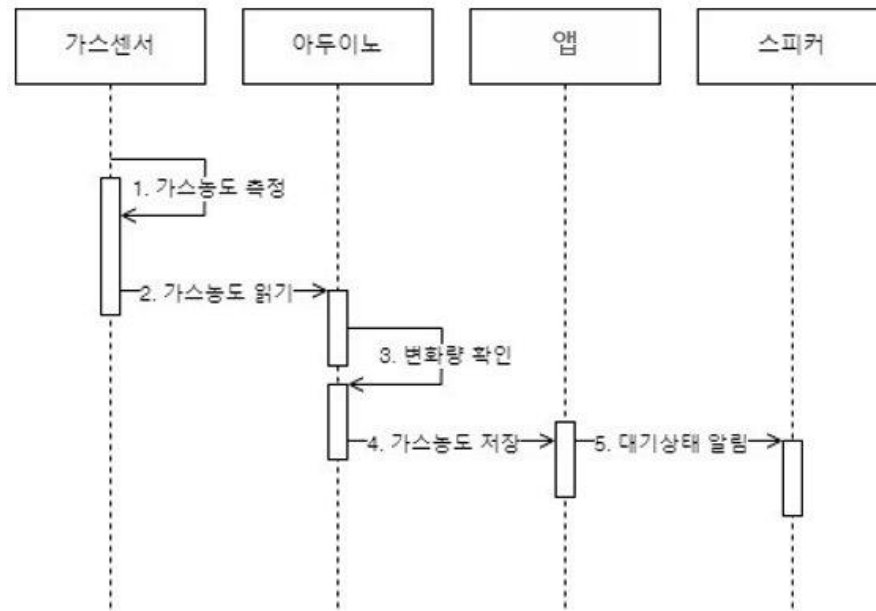 가스센서
아두이노
앱
스피커
1. 가스농도 측정
2. 가스농도 읽기
3. 변화량 확인
4. 가스농도 저장
5. 대기상태 알림